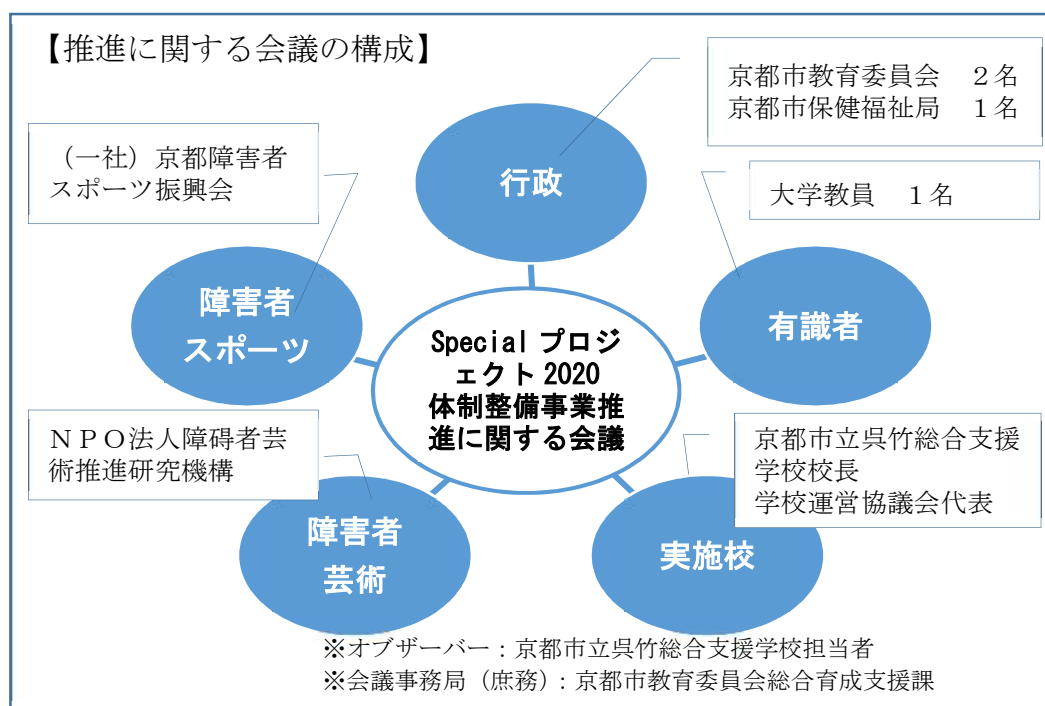 【推進に関する会議の構成】
京都市教育委員会　２名
京都市保健福祉局　１名
行政
（一社）京都障害者
スポーツ振興会
大学教員　１名
障害者
スポーツ
有識者
Special プロジ
ェクト 2020
体制整備事業推
進に関する会議
ＮＰＯ法人障碍者芸
術推進研究機構
京都市立呉竹総合支援
学校校長
学校運営協議会代表
障害者
芸術
実施校
※オブザーバー：京都市立呉竹総合支援学校担当者
※会議事務局（庶務）：京都市教育委員会総合育成支援課